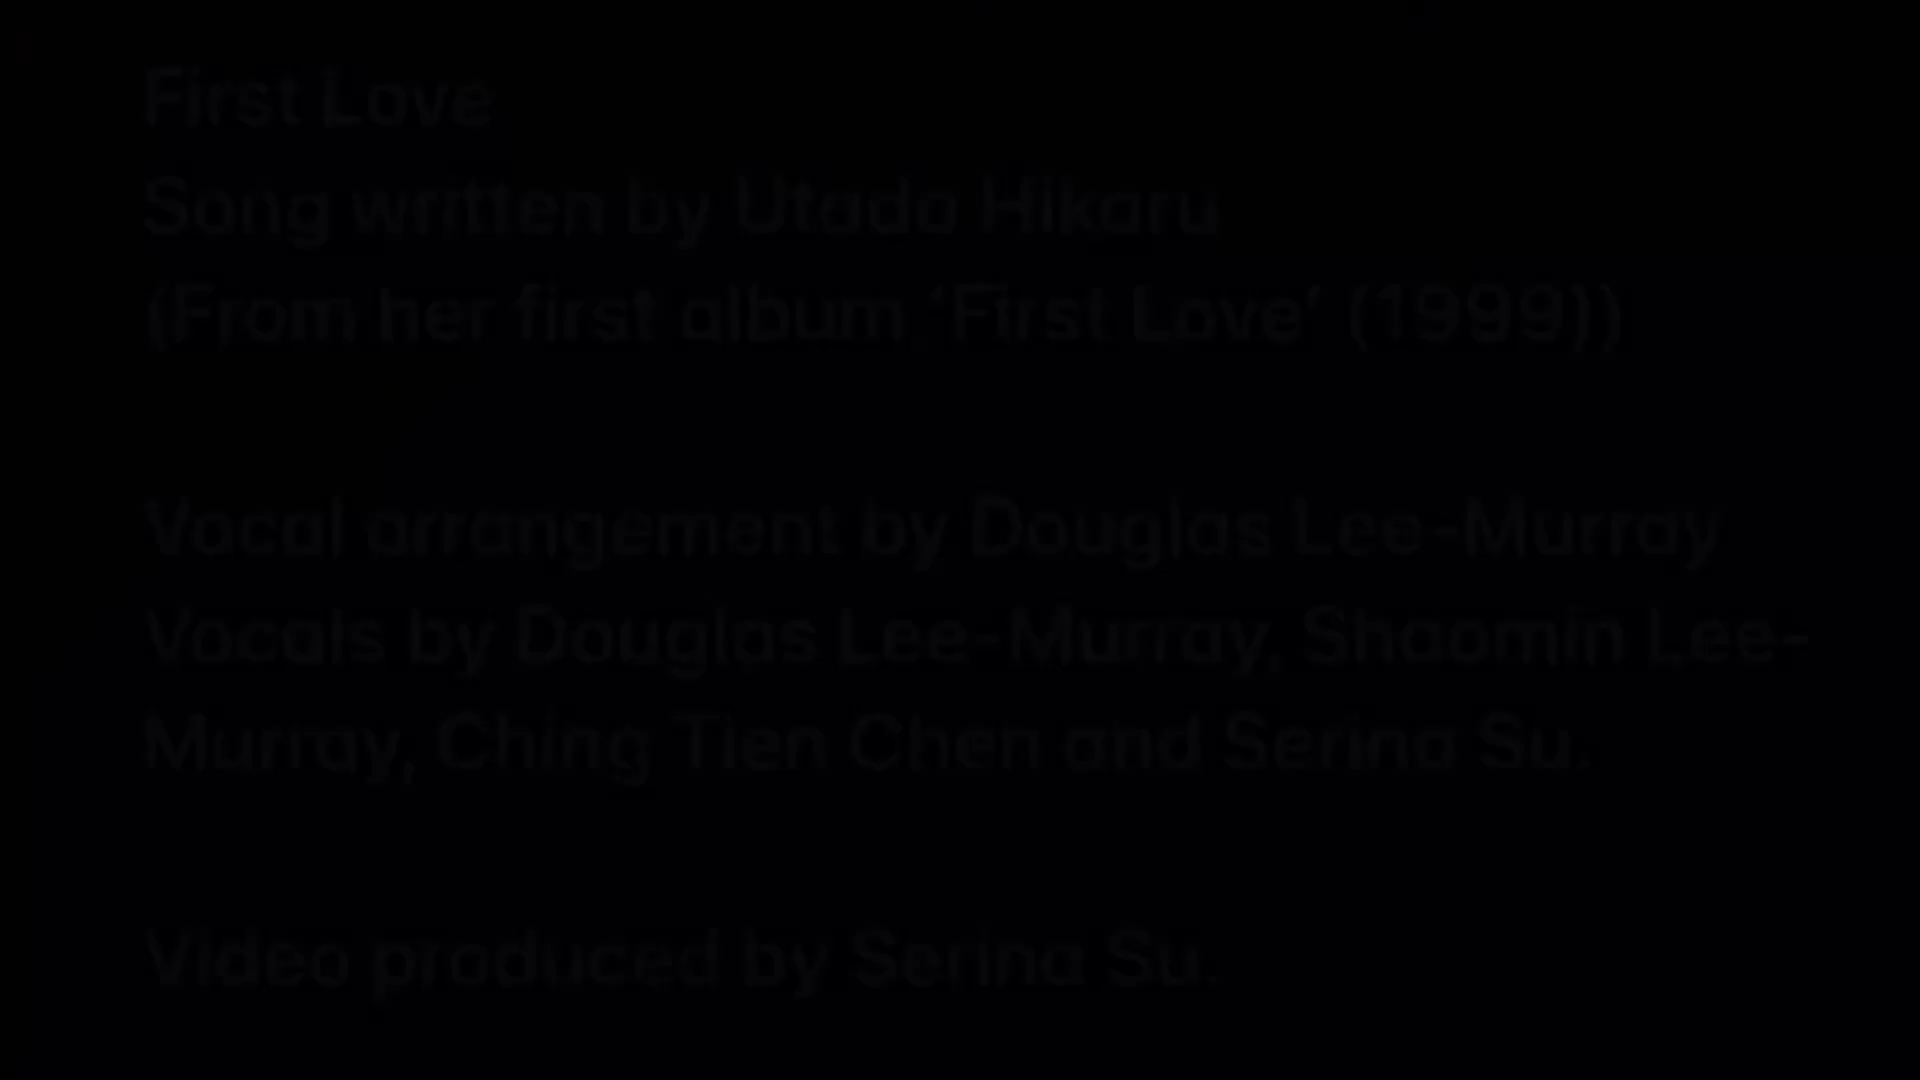 First Love
Song written by Utada Hikaru
(From her first album ‘First Love’ (1999))
Vocal arrangement by Douglas Lee-Murray
Vocals by Douglas Lee-Murray, Shaomin Lee-
Murray, Ching Tien Chen and Serina Su.
Video produced by Serina Su.